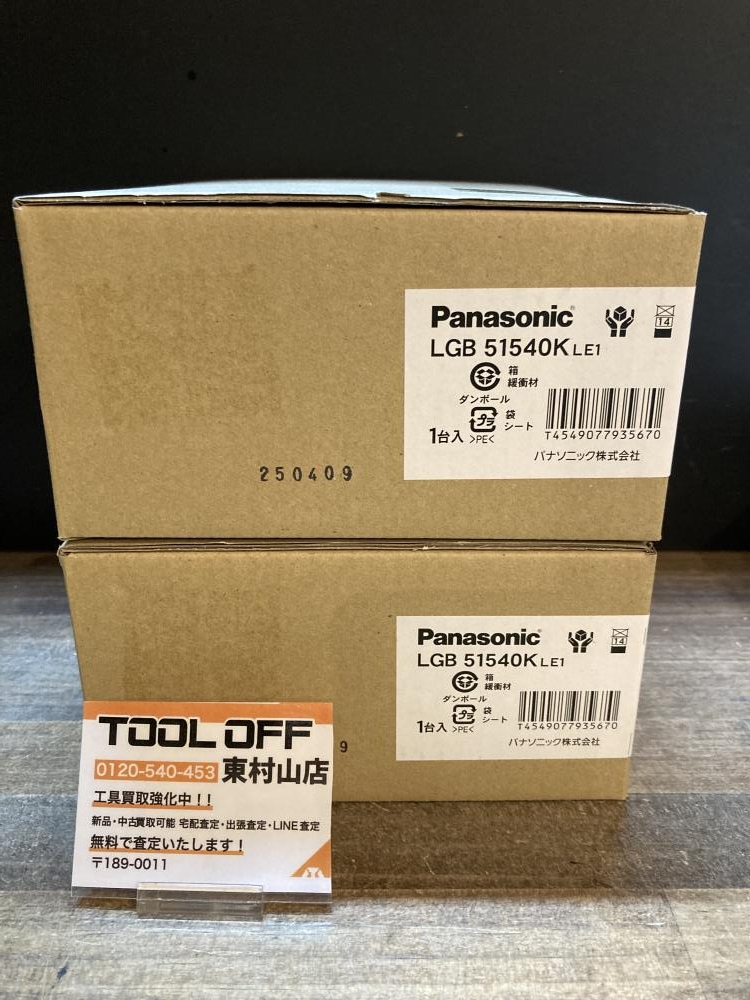 Panasonic
14
LGB 51540K LE1
箱
緩衝材
ダンボール
プラ
袋
シート
1台入 >PE<
T4549077935670
パナソニック株式会社
250409
Panasonic
14
LGB 51540K LE1
箱
緩衝材
ダンボール
プラ
袋
シート
1台入 >PE<
T4549077935670
パナソニック株式会社
9
TOOL OFF
0120-540-453 東村山店
工具買取強化中！！
新品・中古買取可能 宅配査定・出張査定・LINE査定
無料で査定いたします！
〒189-0011